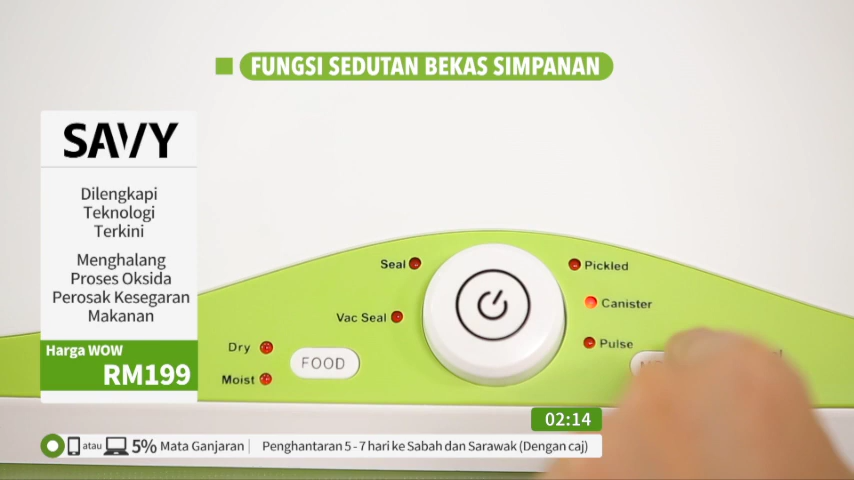 FUNGSI SEDUTAN BEKAS SIMPANAN
SAVY
Dilengkapi
Teknologi
Terkini
Menghalang
Proses Oksida
Perosak Kesegaran
Makanan
Harga WOW
RM199
Seal
Pickled
Vac Seal
Canister
Dry
Pulse
FOOD
Moist
02:14
atau 5% Mata Ganjaran
Penghantaran 5 - 7 hari ke Sabah dan Sarawak (Dengan caj)